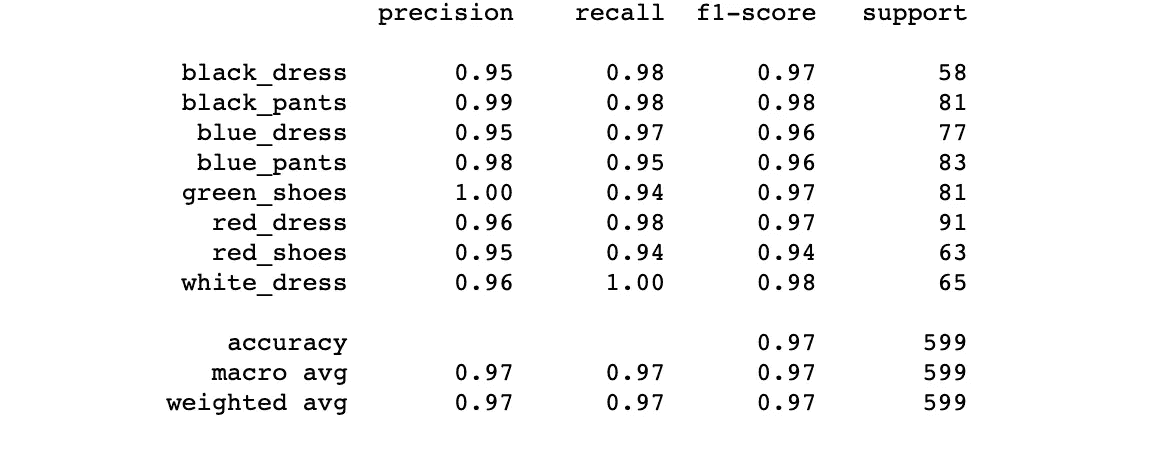 precision recall f1-score support
black_dress 0.95 0.98 0.97 58
black_pants 0.99 0.98 0.98 81
blue_dress 0.95 0.97 0.96 77
blue_pants 0.98 0.95 0.96 83
green_shoes 1.00 0.94 0.97 81
red_dress 0.96 0.98 0.97 91
red_shoes 0.95 0.94 0.94 63
white_dress 0.96 1.00 0.98 65
accuracy 0.97 599
macro avg 0.97 0.97 0.97 599
weighted avg 0.97 0.97 0.97 599